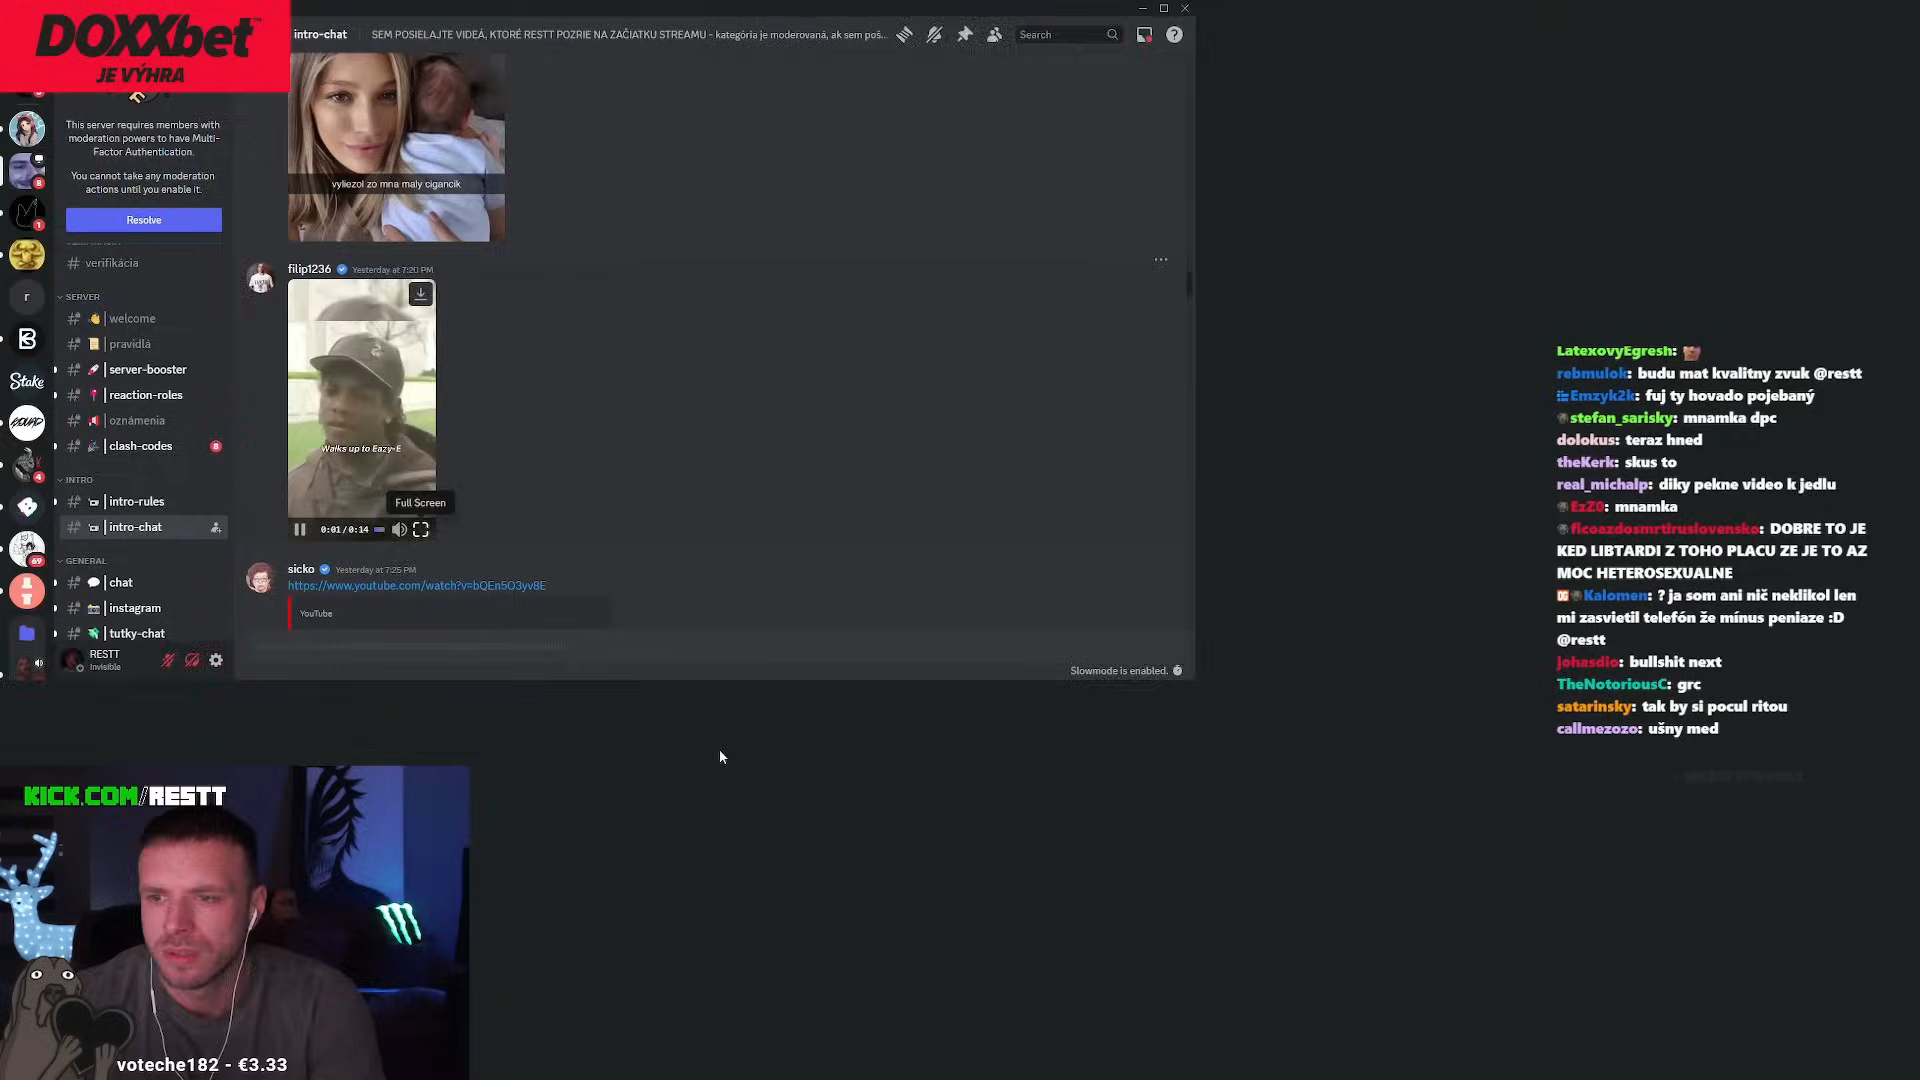 DOXXbet
JE VÝHRA
intro-chat
SEM POSIELAJTE VIDEÁ, KTORÉ RESTT POZRIE NA ZAČIATKU STREAMU - kategória je moderovaná, ak sem poš...
Search
This server requires members with
moderation powers to have Multi-
Factor Authentication.
You cannot take any moderation
actions until you enable it.
Resolve
verifikácia
SERVER
welcome
pravidlá
server-booster
reaction-roles
oznámenia
clash-codes
8
INTRO
intro-rules
intro-chat
GENERAL
chat
instagram
tutky-chat
RESTT
Invisible
8
1
r
Stake
SQUAD
4
69
vyliezol zo mna maly cigancik
filip1236 Yesterday at 7:20 PM
Walks up to Eazy-E
Full Screen
0:01/0:14
sicko Yesterday at 7:25 PM
https://www.youtube.com/watch?v=bQEn5O3yv8E
YouTube
Slowmode is enabled.
LatexovyEgresh:
rebmulok: budu mat kvalitny zvuk @restt
Emzyk2k: fuj ty hovado pojebaný
stefan_sarisky: mnamka dpc
dolokus: teraz hned
theKerk: skus to
real_michalp: diky pekne video k jedlu
EzZ0: mnamka
ficoazdosmrtiruslovensko: DOBRE TO JE
KED LIBTARDI Z TOHO PLACU ZE JE TO AZ
MOC HETEROSEXUALNE
OG Kalomen: ? ja som ani nič neklikol len
mi zasvietil telefón že mínus peniaze :D
@restt
johasdio: bullshit next
TheNotoriousC: grc
satarinsky: tak by si pocul ritou
callmezozo: ušny med
KICK.COM/RESTT
voteche182 - €3.33